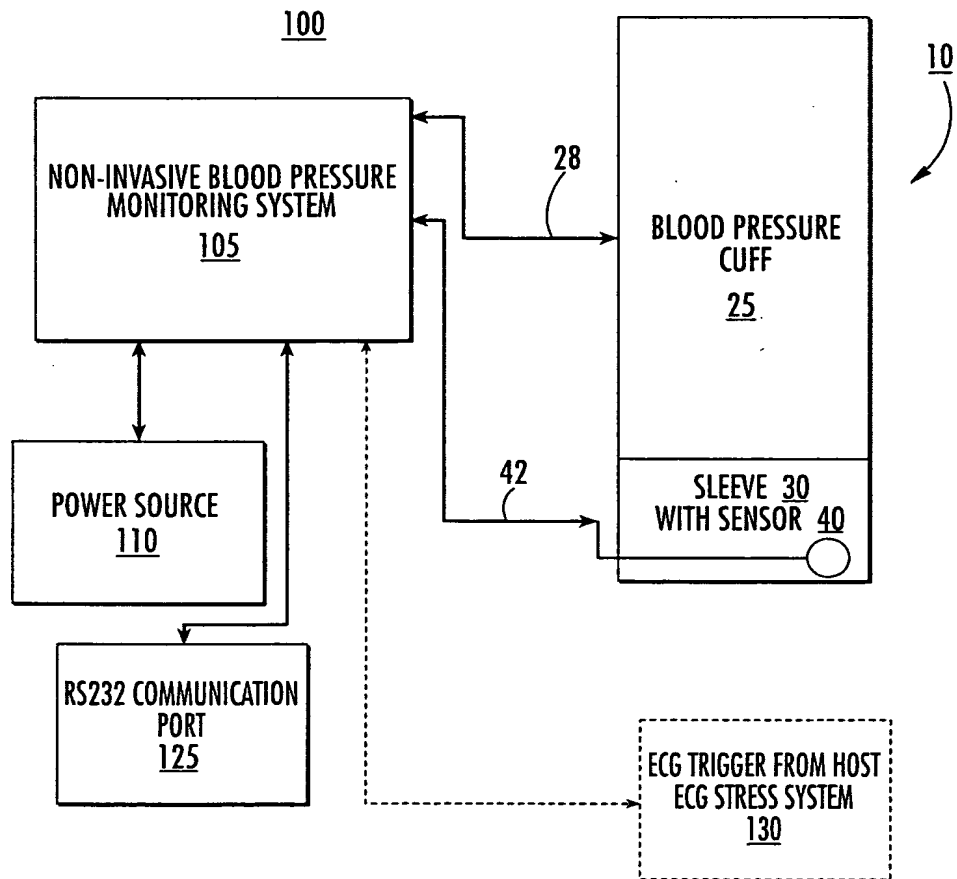 100
10
NON-INVASIVE BLOOD PRESSURE
MONITORING SYSTEM
105
28
BLOOD PRESSURE
CUFF
25
42
SLEEVE 30
WITH SENSOR 40
POWER SOURCE
110
RS232 COMMUNICATION
PORT
125
ECG TRIGGER FROM HOST
ECG STRESS SYSTEM
130